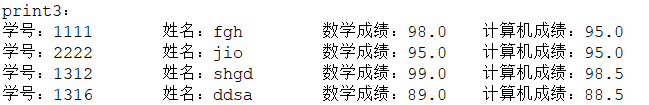 print3:
学号：1111 姓名：fgh 数学成绩：98.0 计算机成绩：95.0
学号：2222 姓名：jio 数学成绩：95.0 计算机成绩：95.0
学号：1312 姓名：shgd 数学成绩：99.0 计算机成绩：98.5
学号：1316 姓名：ddsa 数学成绩：89.0 计算机成绩：88.5